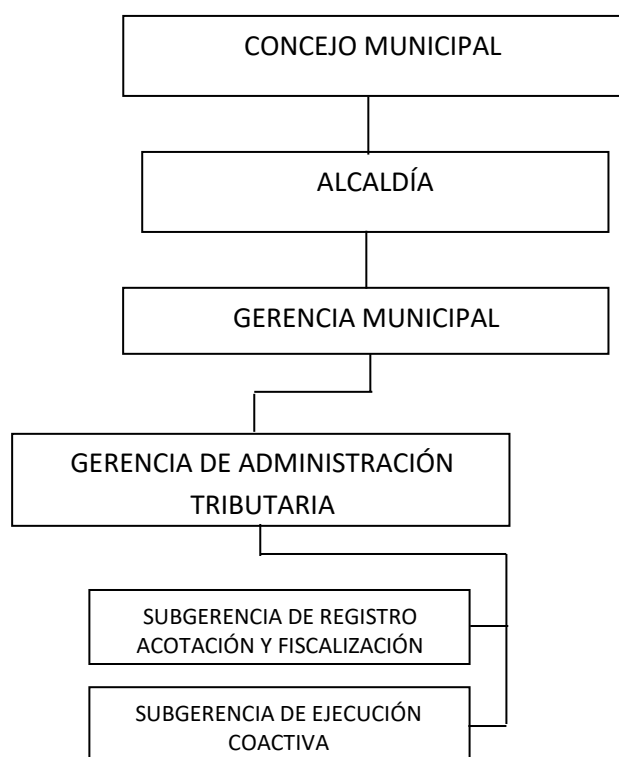 CONCEJO MUNICIPAL
ALCALDÍA
GERENCIA MUNICIPAL
GERENCIA DE ADMINISTRACIÓN
TRIBUTARIA
SUBGERENCIA DE REGISTRO
ACOTACIÓN Y FISCALIZACIÓN
SUBGERENCIA DE EJECUCIÓN
COACTIVA